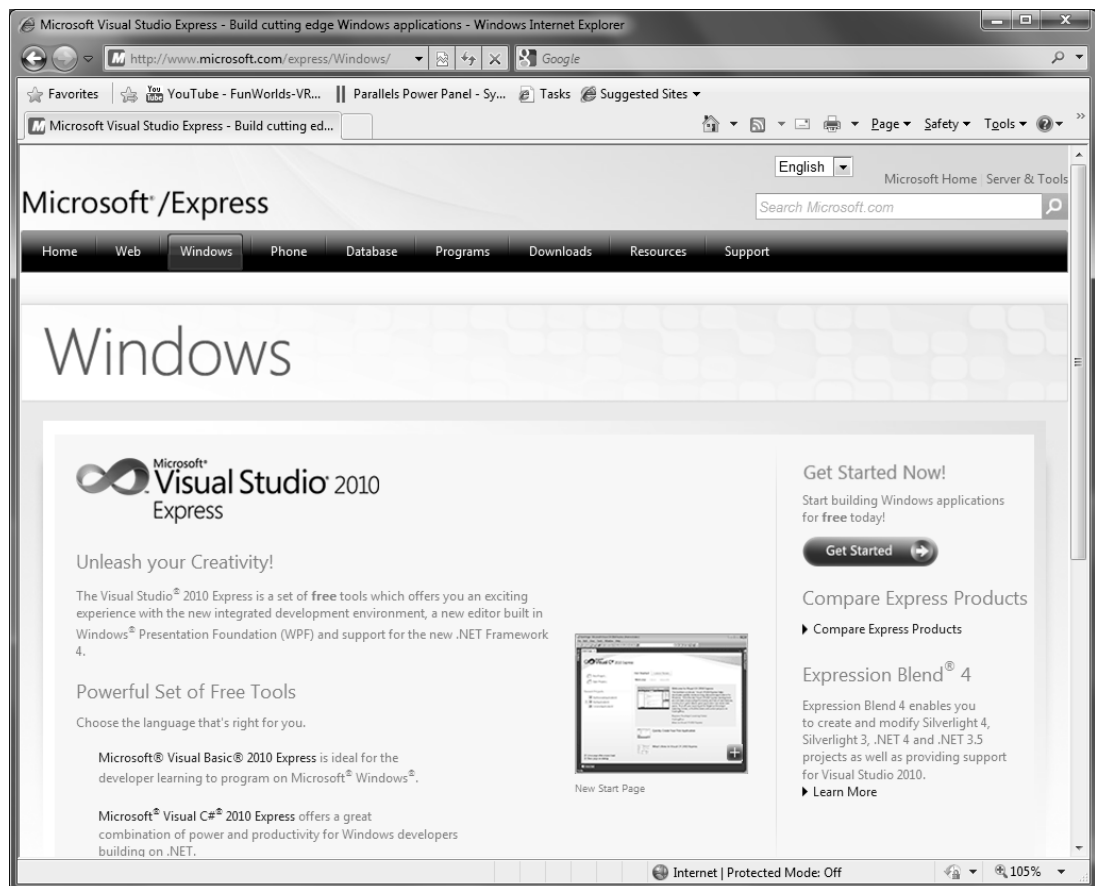 Microsoft Visual Studio Express - Build cutting edge Windows applications - Windows Internet Explorer
http://www.microsoft.com/express/Windows/
Google
Favorites
YouTube - FunWorlds-VR...
Parallels Power Panel - Sy...
Tasks
Suggested Sites
Microsoft Visual Studio Express - Build cutting ed...
Page
Safety
Tools
English
Microsoft Home | Server & Tools
Microsoft®/Express
Search Microsoft.com
Home Web Windows Phone Database Programs Downloads Resources Support
Windows
Microsoft®
Visual Studio® 2010
Express
Unleash your Creativity!
The Visual Studio® 2010 Express is a set of free tools which offers you an exciting
experience with the new integrated development environment, a new editor built in
Windows® Presentation Foundation (WPF) and support for the new .NET Framework
4.
Powerful Set of Free Tools
Choose the language that's right for you.
Microsoft® Visual Basic® 2010 Express is ideal for the
developer learning to program on Microsoft® Windows®.
Microsoft® Visual C#® 2010 Express offers a great
combination of power and productivity for Windows developers
building on .NET.
New Start Page
Get Started Now!
Start building Windows applications
for free today!
Get Started
Compare Express Products
Compare Express Products
Expression Blend® 4
Expression Blend 4 enables you
to create and modify Silverlight 4,
Silverlight 3, .NET 4 and .NET 3.5
projects as well as providing support
for Visual Studio 2010.
Learn More
Internet | Protected Mode: Off
105%